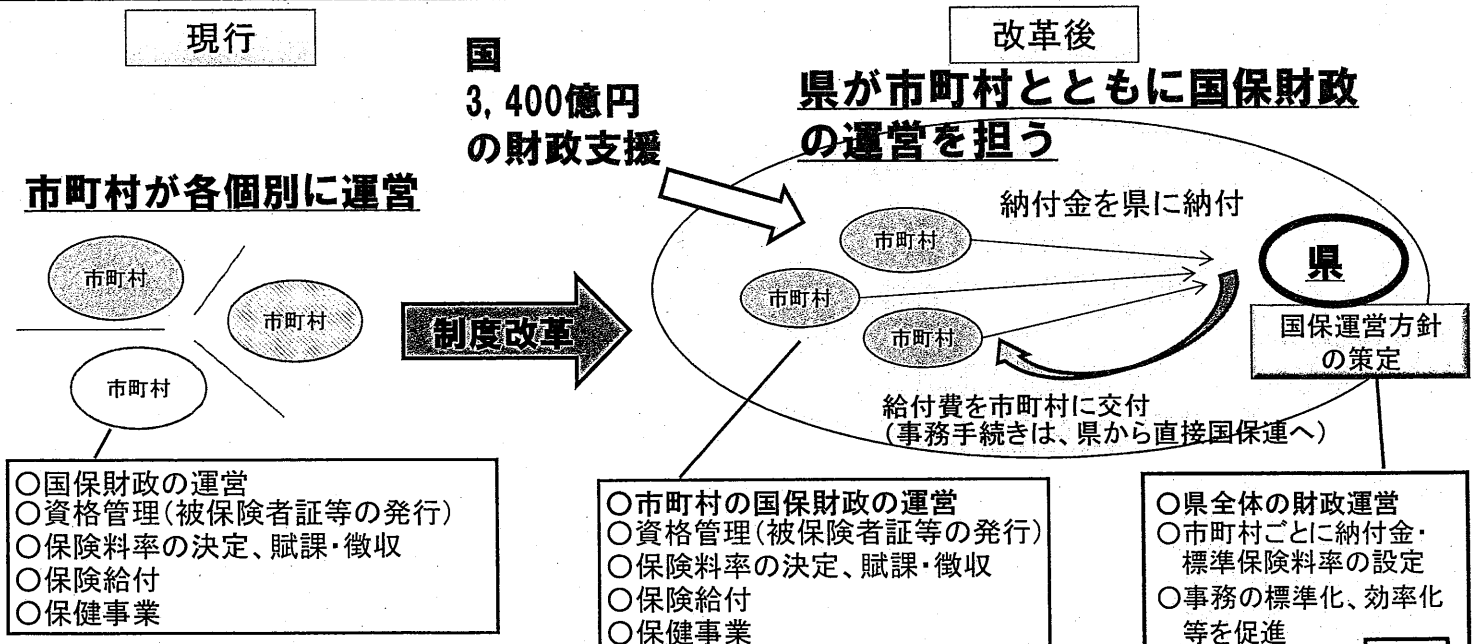 現行
市町村が各個別に運営
市町村
市町村
市町村
○国保財政の運営
○資格管理(被保険者証等の発行)
○保険料率の決定、賦課・徴収
○保険給付
○保健事業
制度改革
国
3,400億円
の財政支援
改革後
県が市町村とともに国保財政
の運営を担う
納付金を県に納付
市町村
市町村
市町村
県
国保運営方針
の策定
給付費を市町村に交付
(事務手続きは、県から直接国保連へ)
○市町村の国保財政の運営
○資格管理(被保険者証等の発行)
○保険料率の決定、賦課・徴収
○保険給付
○保健事業
○県全体の財政運営
○市町村ごとに納付金・
標準保険料率の設定
○事務の標準化、効率化
等を促進